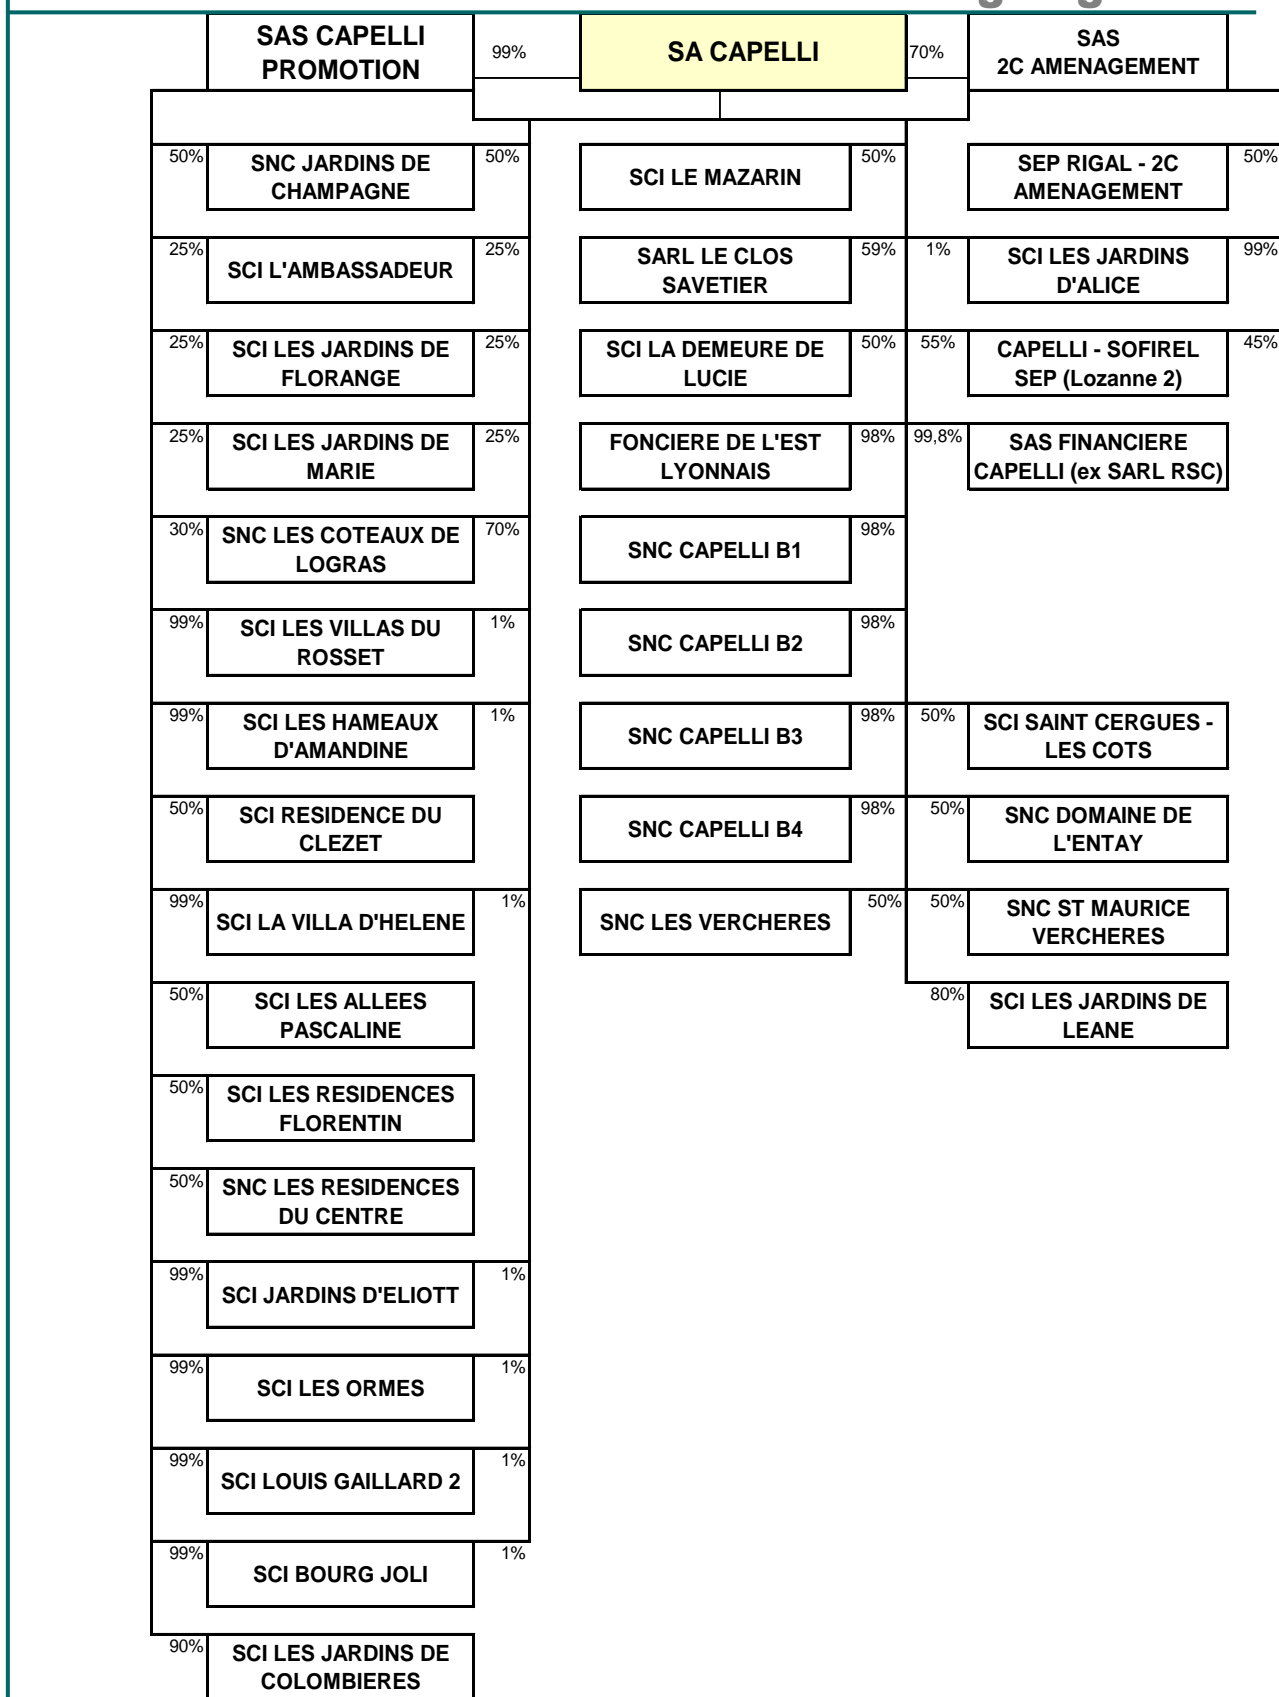 SAS CAPELLI
PROMOTION
99%
SA CAPELLI
70%
SAS
2C AMENAGEMENT
50%
SNC JARDINS DE
CHAMPAGNE
50%
SCI LE MAZARIN
50%
SEP RIGAL - 2C
AMENAGEMENT
50%
25%
SCI L'AMBASSADEUR
25%
SARL LE CLOS
SAVETIER
59%
1%
SCI LES JARDINS
D'ALICE
99%
25%
SCI LES JARDINS DE
FLORANGE
25%
SCI LA DEMEURE DE
LUCIE
50%
55%
CAPELLI - SOFIREL
SEP (Lozanne 2)
45%
25%
SCI LES JARDINS DE
MARIE
25%
FONCIERE DE L'EST
LYONNAIS
98%
99,8%
SAS FINANCIERE
CAPELLI (ex SARL RSC)
30%
SNC LES COTEAUX DE
LOGRAS
70%
SNC CAPELLI B1
98%
99%
SCI LES VILLAS DU
ROSSET
1%
SNC CAPELLI B2
98%
99%
SCI LES HAMEAUX
D'AMANDINE
1%
SNC CAPELLI B3
98%
50%
SCI SAINT CERGUES -
LES COTS
50%
SCI RESIDENCE DU
CLEZET
SNC CAPELLI B4
98%
50%
SNC DOMAINE DE
L'ENTAY
99%
SCI LA VILLA D'HELENE
1%
SNC LES VERCHERES
50%
50%
SNC ST MAURICE
VERCHERES
50%
SCI LES ALLEES
PASCALINE
80%
SCI LES JARDINS DE
LEANE
50%
SCI LES RESIDENCES
FLORENTIN
50%
SNC LES RESIDENCES
DU CENTRE
99%
SCI JARDINS D'ELIOTT
1%
99%
SCI LES ORMES
1%
99%
SCI LOUIS GAILLARD 2
1%
99%
SCI BOURG JOLI
1%
90%
SCI LES JARDINS DE
COLOMBIERES